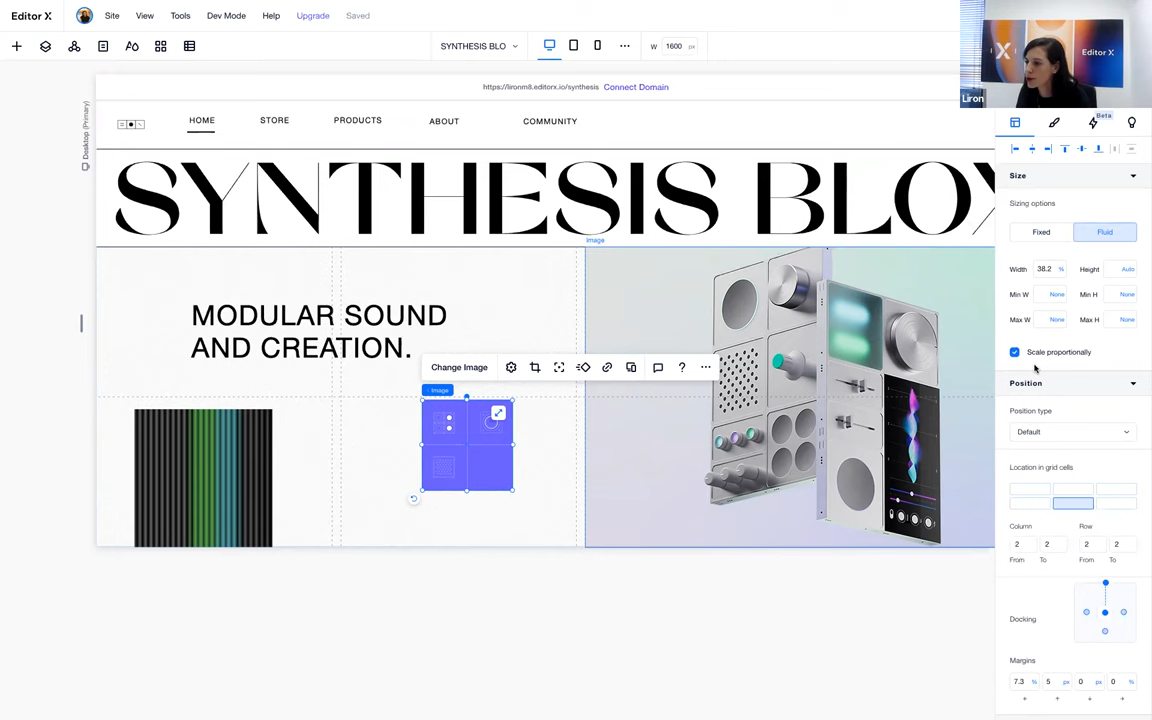 Editor X
Site
View
Tools
Dev Mode
Help
Upgrade
Saved
SYNTHESIS BLO
W
1600
px
X
Editor X
Liron
https://lironm8.editorx.io/synthesis
Connect Domain
Desktop (Primary)
HOME
STORE
PRODUCTS
ABOUT
COMMUNITY
SYNTHESIS BLOX
Image
MODULAR SOUND
AND CREATION.
Change Image
Image
Beta
Size
Sizing options
Fixed
Fluid
Width
38.2
%
Height
Auto
Min W
None
Min H
None
Max W
None
Max H
None
Scale proportionally
Position
Position type
Default
Location in grid cells
Column
Row
2
2
2
2
From
To
From
To
Docking
Margins
7.3
%
5
px
0
px
0
%